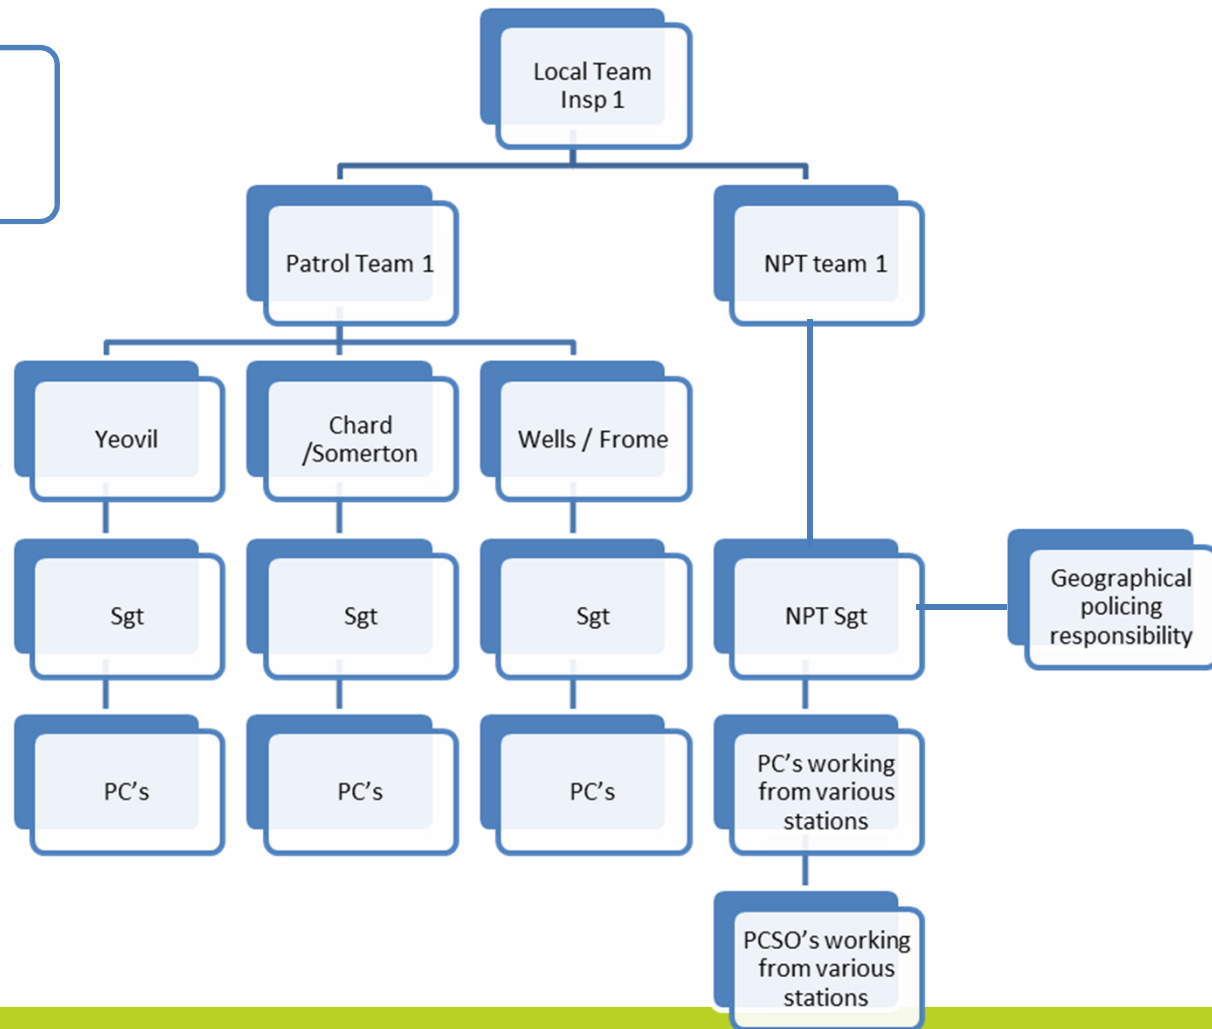 Local Team
Insp 1
Patrol Team 1
NPT team 1
Yeovil
Chard
/Somerton
Wells / Frome
Sgt
Sgt
Sgt
NPT Sgt
Geographical
policing
responsibility
PC’s
PC’s
PC’s
PC’s working
from various
stations
PCSO’s working
from various
stations